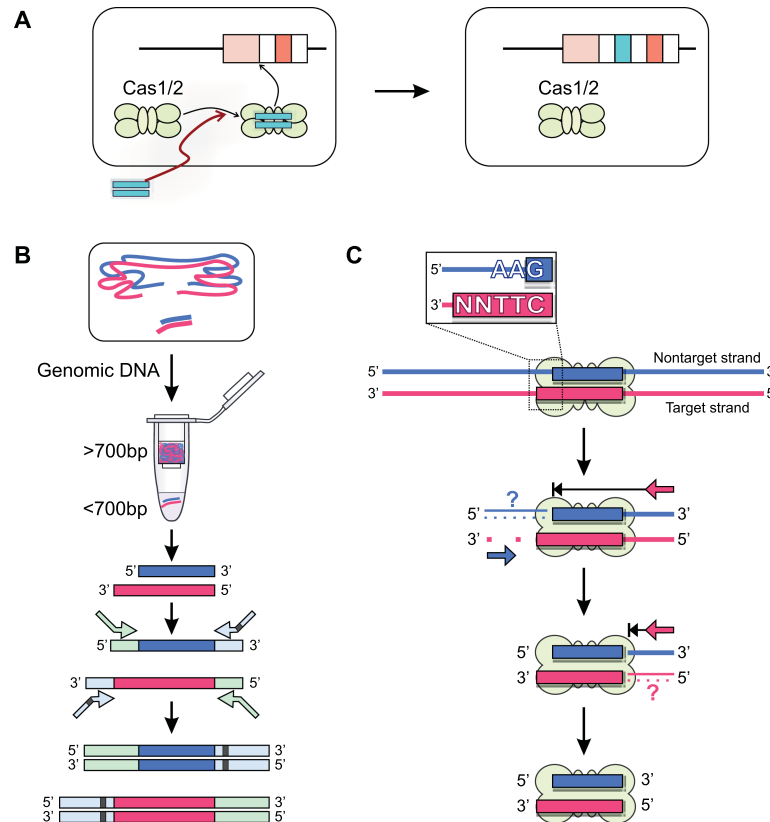 A
Cas1/2
Cas1/2
B
Genomic DNA
>700bp
<700bp
5’ 3’
3’ 5’
5’ 3’
3’ 5’
5’ 3’
3’ 5’
5’ 3’
3’ 5’
C
5’ AAG
3’ NNTTC
5’ Nontarget strand 3’
3’ Target strand 5’
?
5’ 3’
3’ 5’
5’ 3’
3’ 5’
?
5’ 3’
3’ 5’